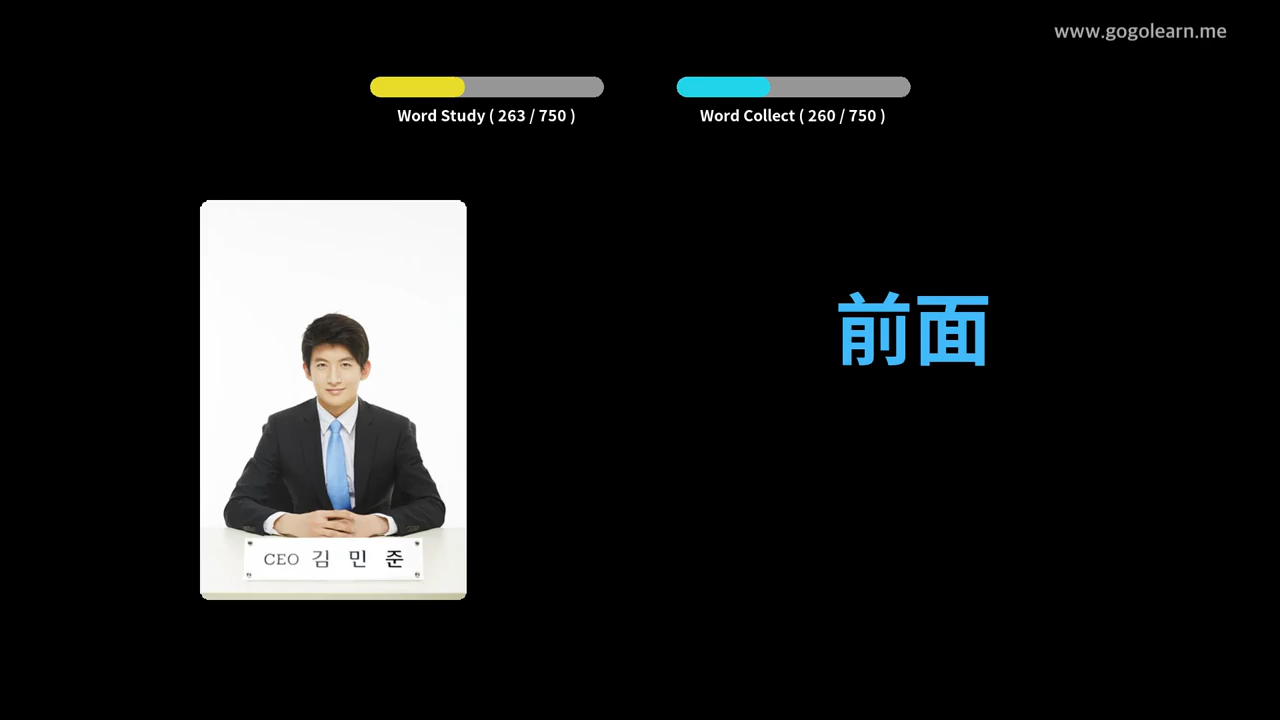 www.gogolearn.me
Word Study ( 263 / 750 )
Word Collect ( 260 / 750 )
前面
CEO 김 민 준